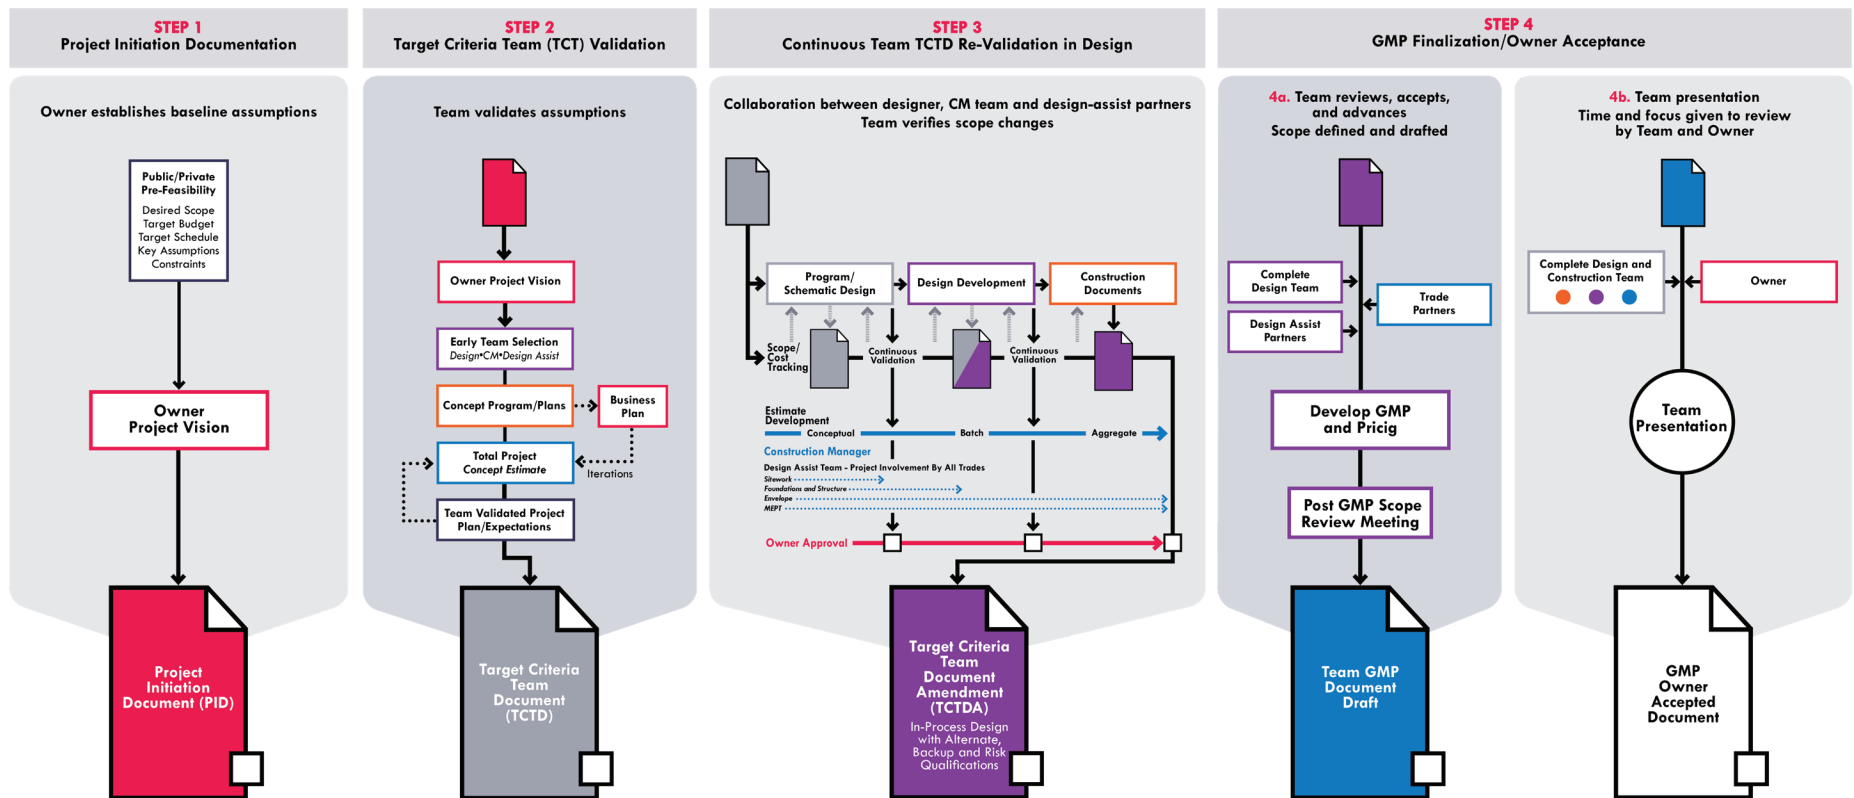 STEP 1
Project Initiation Documentation
Owner establishes baseline assumptions
Public/Private
Pre-Feasibility
Desired Scope
Target Budget
Target Schedule
Key Assumptions
Constraints
Owner
Project Vision
Project
Initiation
Document (PID)
STEP 2
Target Criteria Team (TCT) Validation
Team validates assumptions
Owner Project Vision
Early Team Selection
Design•CM•Design Assist
Concept Program/Plans
Business
Plan
Total Project
Concept Estimate
Iterations
Team Validated Project
Plan/Expectations
Target Criteria
Team
Document
(TCTD)
STEP 3
Continuous Team TCTD Re-Validation in Design
Collaboration between designer, CM team and design-assist partners
Team verifies scope changes
Program/
Schematic Design
Design Development
Construction
Documents
Scope/
Cost
Tracking
Continuous
Validation
Continuous
Validation
Estimate
Development
Conceptual
Batch
Aggregate
Construction Manager
Design Assist Team - Project Involvement By All Trades
Sitework
Foundations and Structure
Envelope
MEPT
Owner Approval
Target Criteria
Team
Document
Amendment
(TCTDA)
In-Process Design
with Alternate,
Backup and Risk
Qualifications
STEP 4
GMP Finalization/Owner Acceptance
4a. Team reviews, accepts,
and advances
Scope defined and drafted
Complete
Design Team
Trade
Partners
Design Assist
Partners
Develop GMP
and Pricig
Post GMP Scope
Review Meeting
Team GMP
Document
Draft
4b. Team presentation
Time and focus given to review
by Team and Owner
Complete Design and
Construction Team
Owner
Team
Presentation
GMP
Owner
Accepted
Document